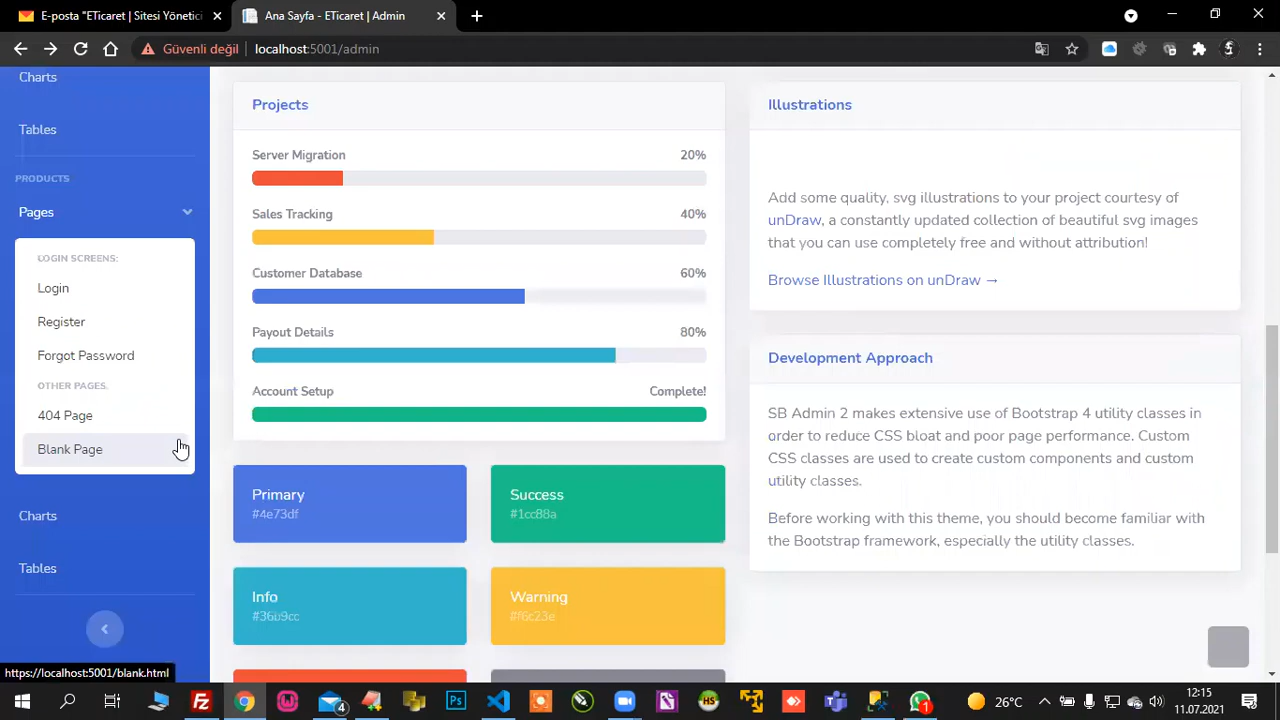 E-posta "ETicaret | Sitesi Yönetici
Ana Sayfa - ETicaret | Admin
Güvenli değil
localhost:5001/admin
Charts
Tables
PRODUCTS
Pages
LOGIN SCREENS:
Login
Register
Forgot Password
OTHER PAGES:
404 Page
Blank Page
Charts
Tables
Projects
Server Migration 20%
Sales Tracking 40%
Customer Database 60%
Payout Details 80%
Account Setup Complete!
Primary
#4e73df
Success
#1cc88a
Info
#36b9cc
Warning
#f6c23e
Illustrations
Add some quality, svg illustrations to your project courtesy of
unDraw, a constantly updated collection of beautiful svg images
that you can use completely free and without attribution!
Browse Illustrations on unDraw →
Development Approach
SB Admin 2 makes extensive use of Bootstrap 4 utility classes in
order to reduce CSS bloat and poor page performance. Custom
CSS classes are used to create custom components and custom
utility classes.
Before working with this theme, you should become familiar with
the Bootstrap framework, especially the utility classes.
https://localhost:5001/blank.html
Fz
4
Ps
HS
1
26°C
12:15
11.07.2021